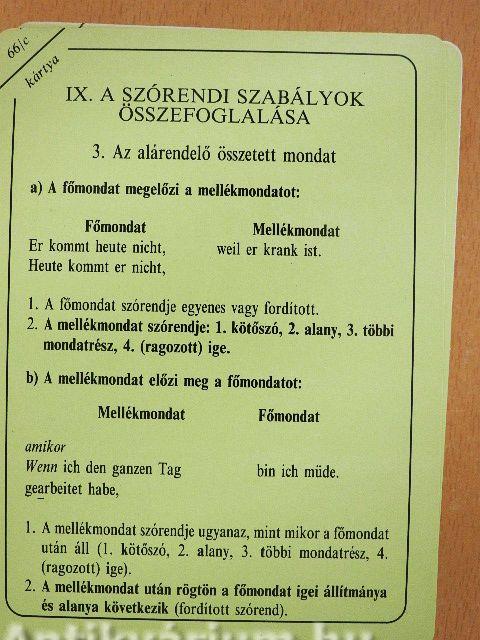 66/c
kártya
IX. A SZÓRENDI SZABÁLYOK
ÖSSZEFOGLALÁSA
3. Az alárendelő összetett mondat
a) A főmondat megelőzi a mellékmondatot:
Főmondat Mellékmondat
Er kommt heute nicht, weil er krank ist.
Heute kommt er nicht,
1. A főmondat szórendje egyenes vagy fordított.
2. A mellékmondat szórendje: 1. kötőszó, 2. alany, 3. többi
mondatrész, 4. (ragozott) ige.
b) A mellékmondat előzi meg a főmondatot:
Mellékmondat Főmondat
amikor
Wenn ich den ganzen Tag bin ich müde.
gearbeitet habe,
1. A mellékmondat szórendje ugyanaz, mint mikor a főmondat
után áll (1. kötőszó, 2. alany, 3. többi mondatrész, 4.
(ragozott) ige).
2. A mellékmondat után rögtön a főmondat igei állítmánya
és alanya következik (fordított szórend).
Antikvarium.hu